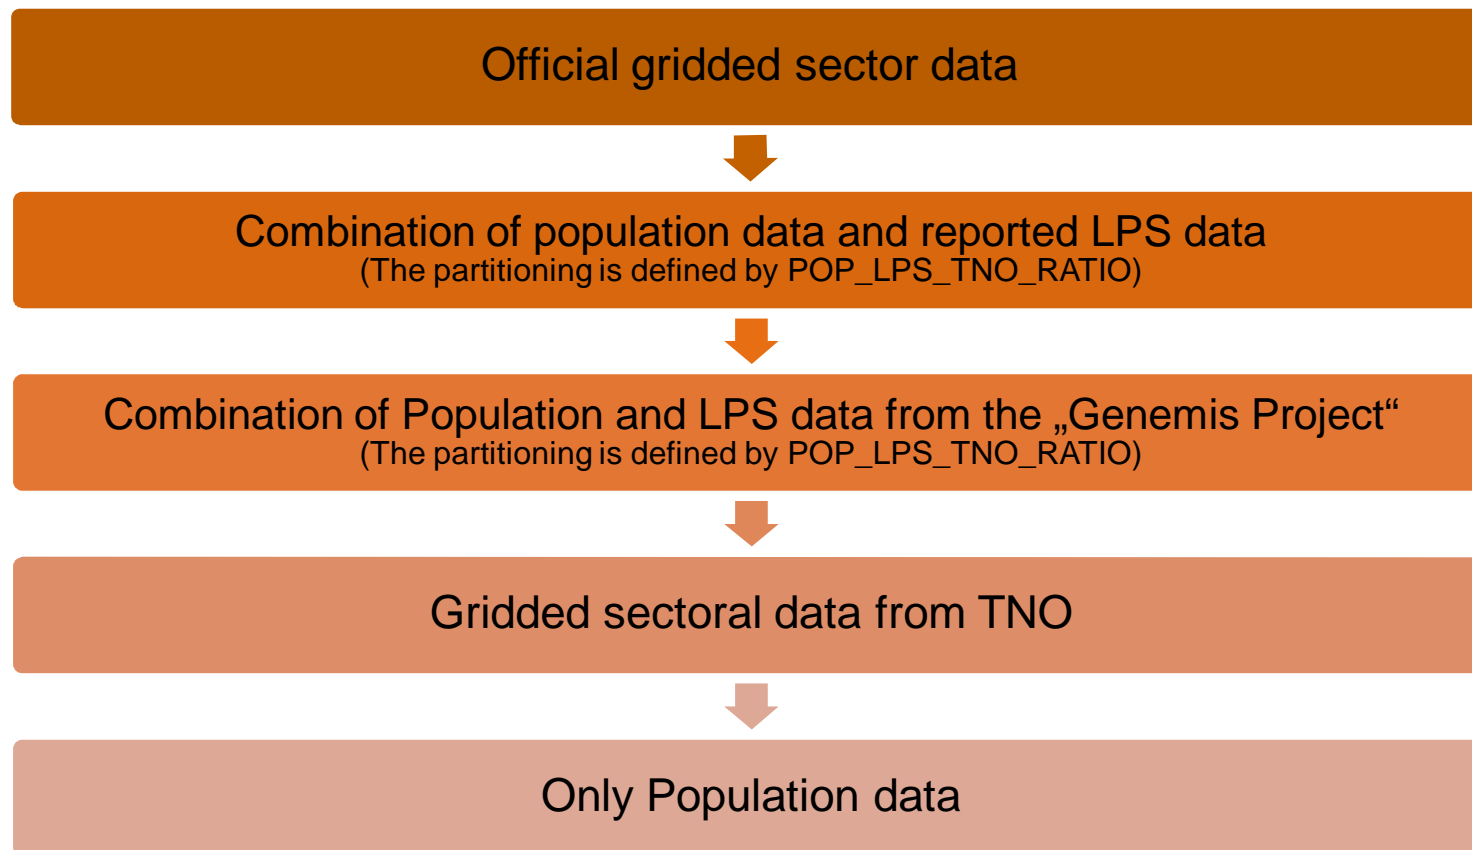 Official gridded sector data
Combination of population data and reported LPS data
(The partitioning is defined by POP_LPS_TNO_RATIO)
Combination of Population and LPS data from the „Genemis Project“
(The partitioning is defined by POP_LPS_TNO_RATIO)
Gridded sectoral data from TNO
Only Population data